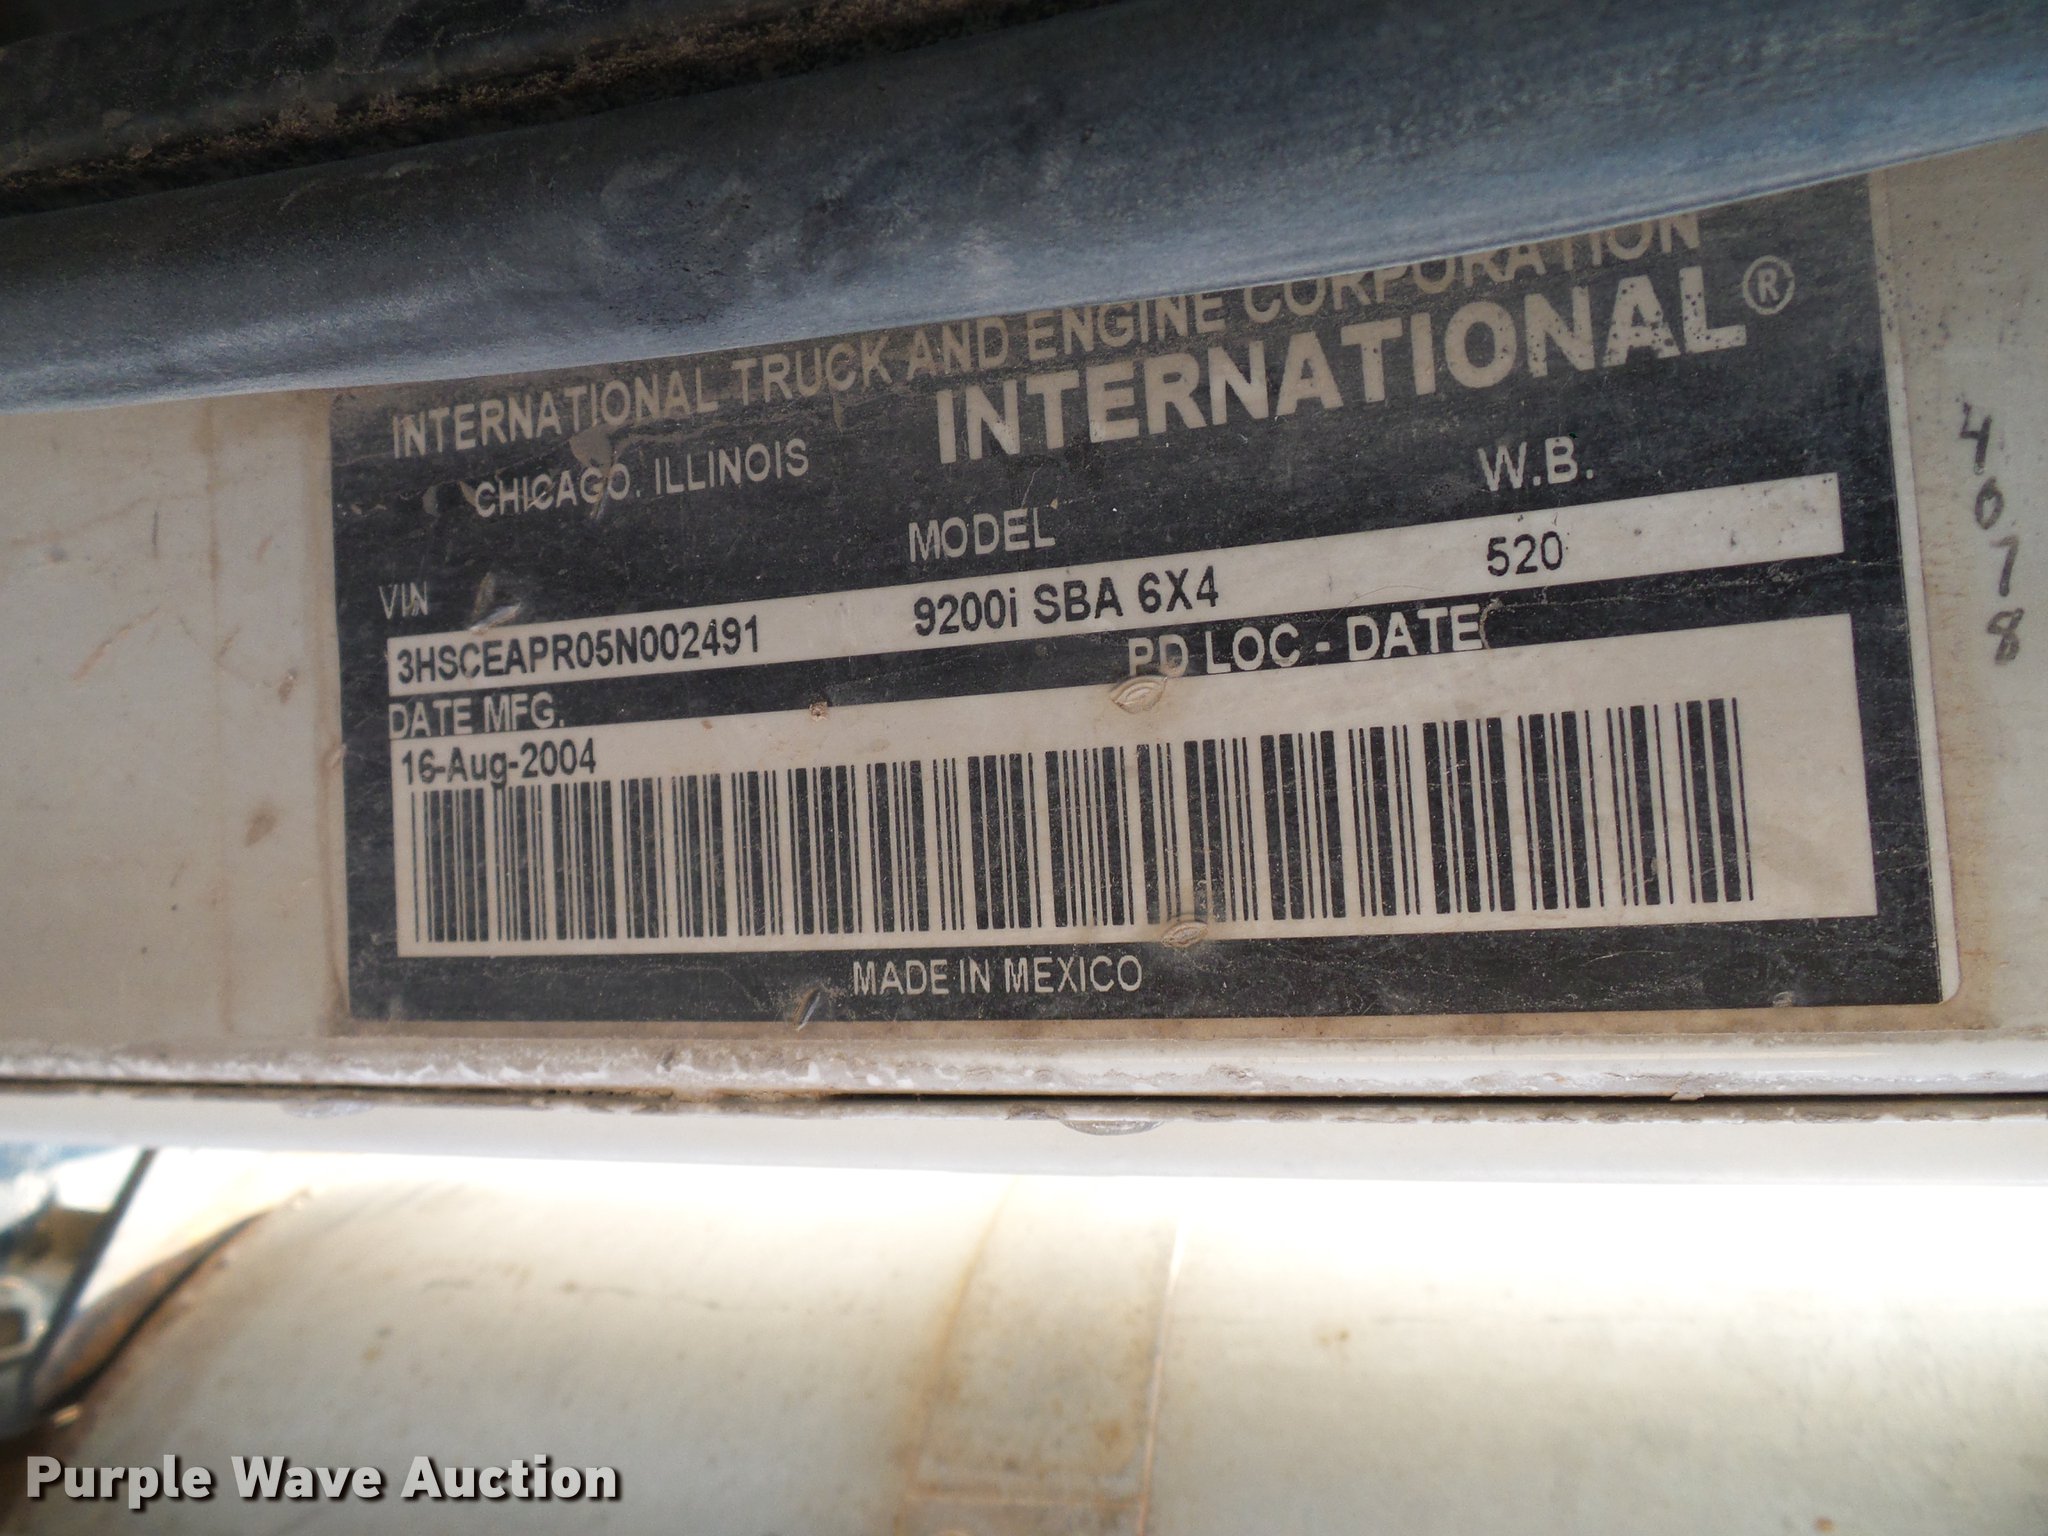 INTERNATIONAL TRUCK AND ENGINE CORPORATION
CHICAGO, ILLINOIS
INTERNATIONAL®
VIN MODEL W.B.
3HSCEAPR05N002491 9200i SBA 6X4 520
DATE MFG. PD LOC - DATE
16-Aug-2004
MADE IN MEXICO
4078
Purple Wave Auction